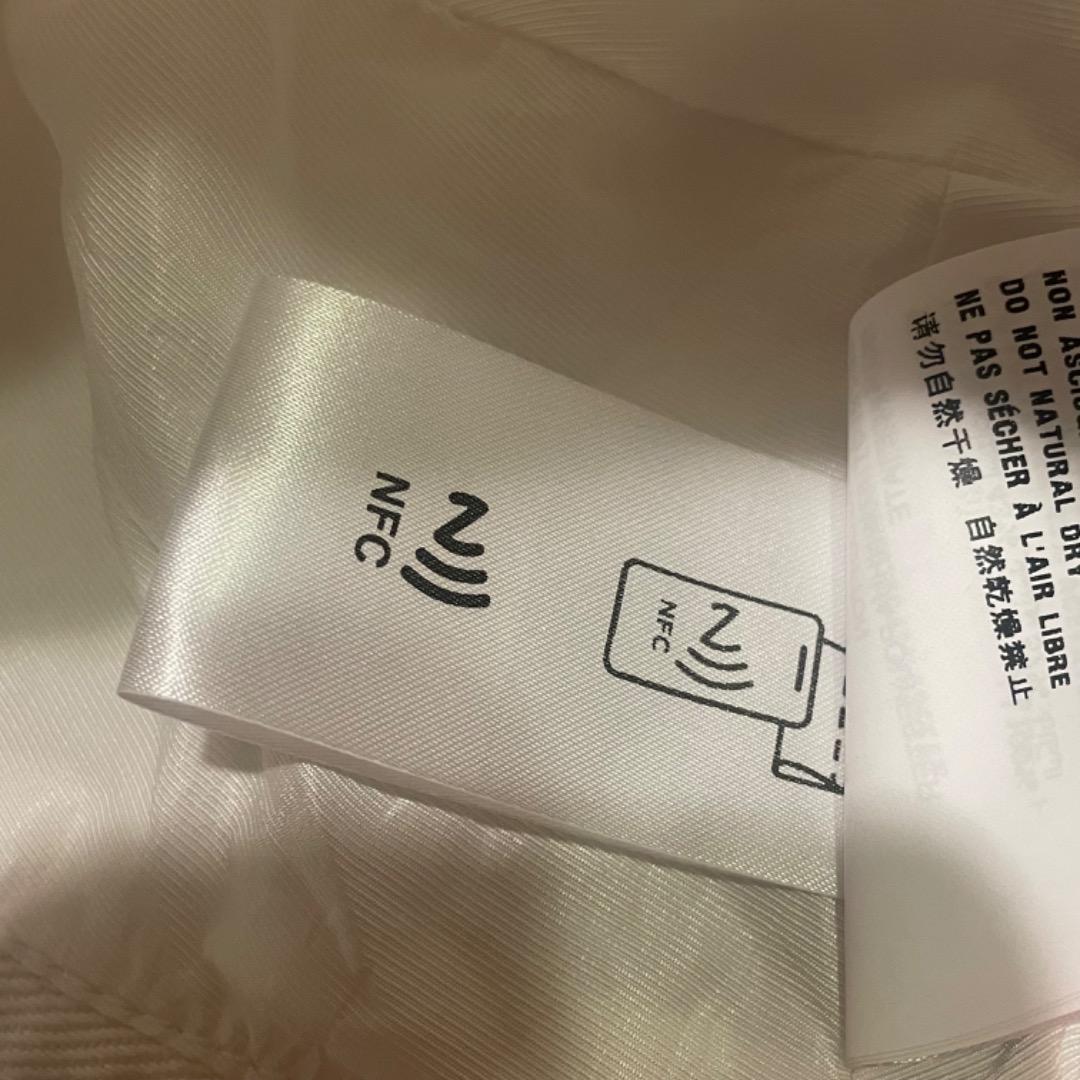 NFC
NFC
NON
DO NOT NATURAL DRY
NE PAS SÉCHER À L'AIR LIBRE
请勿自然干燥 自然乾燥禁止